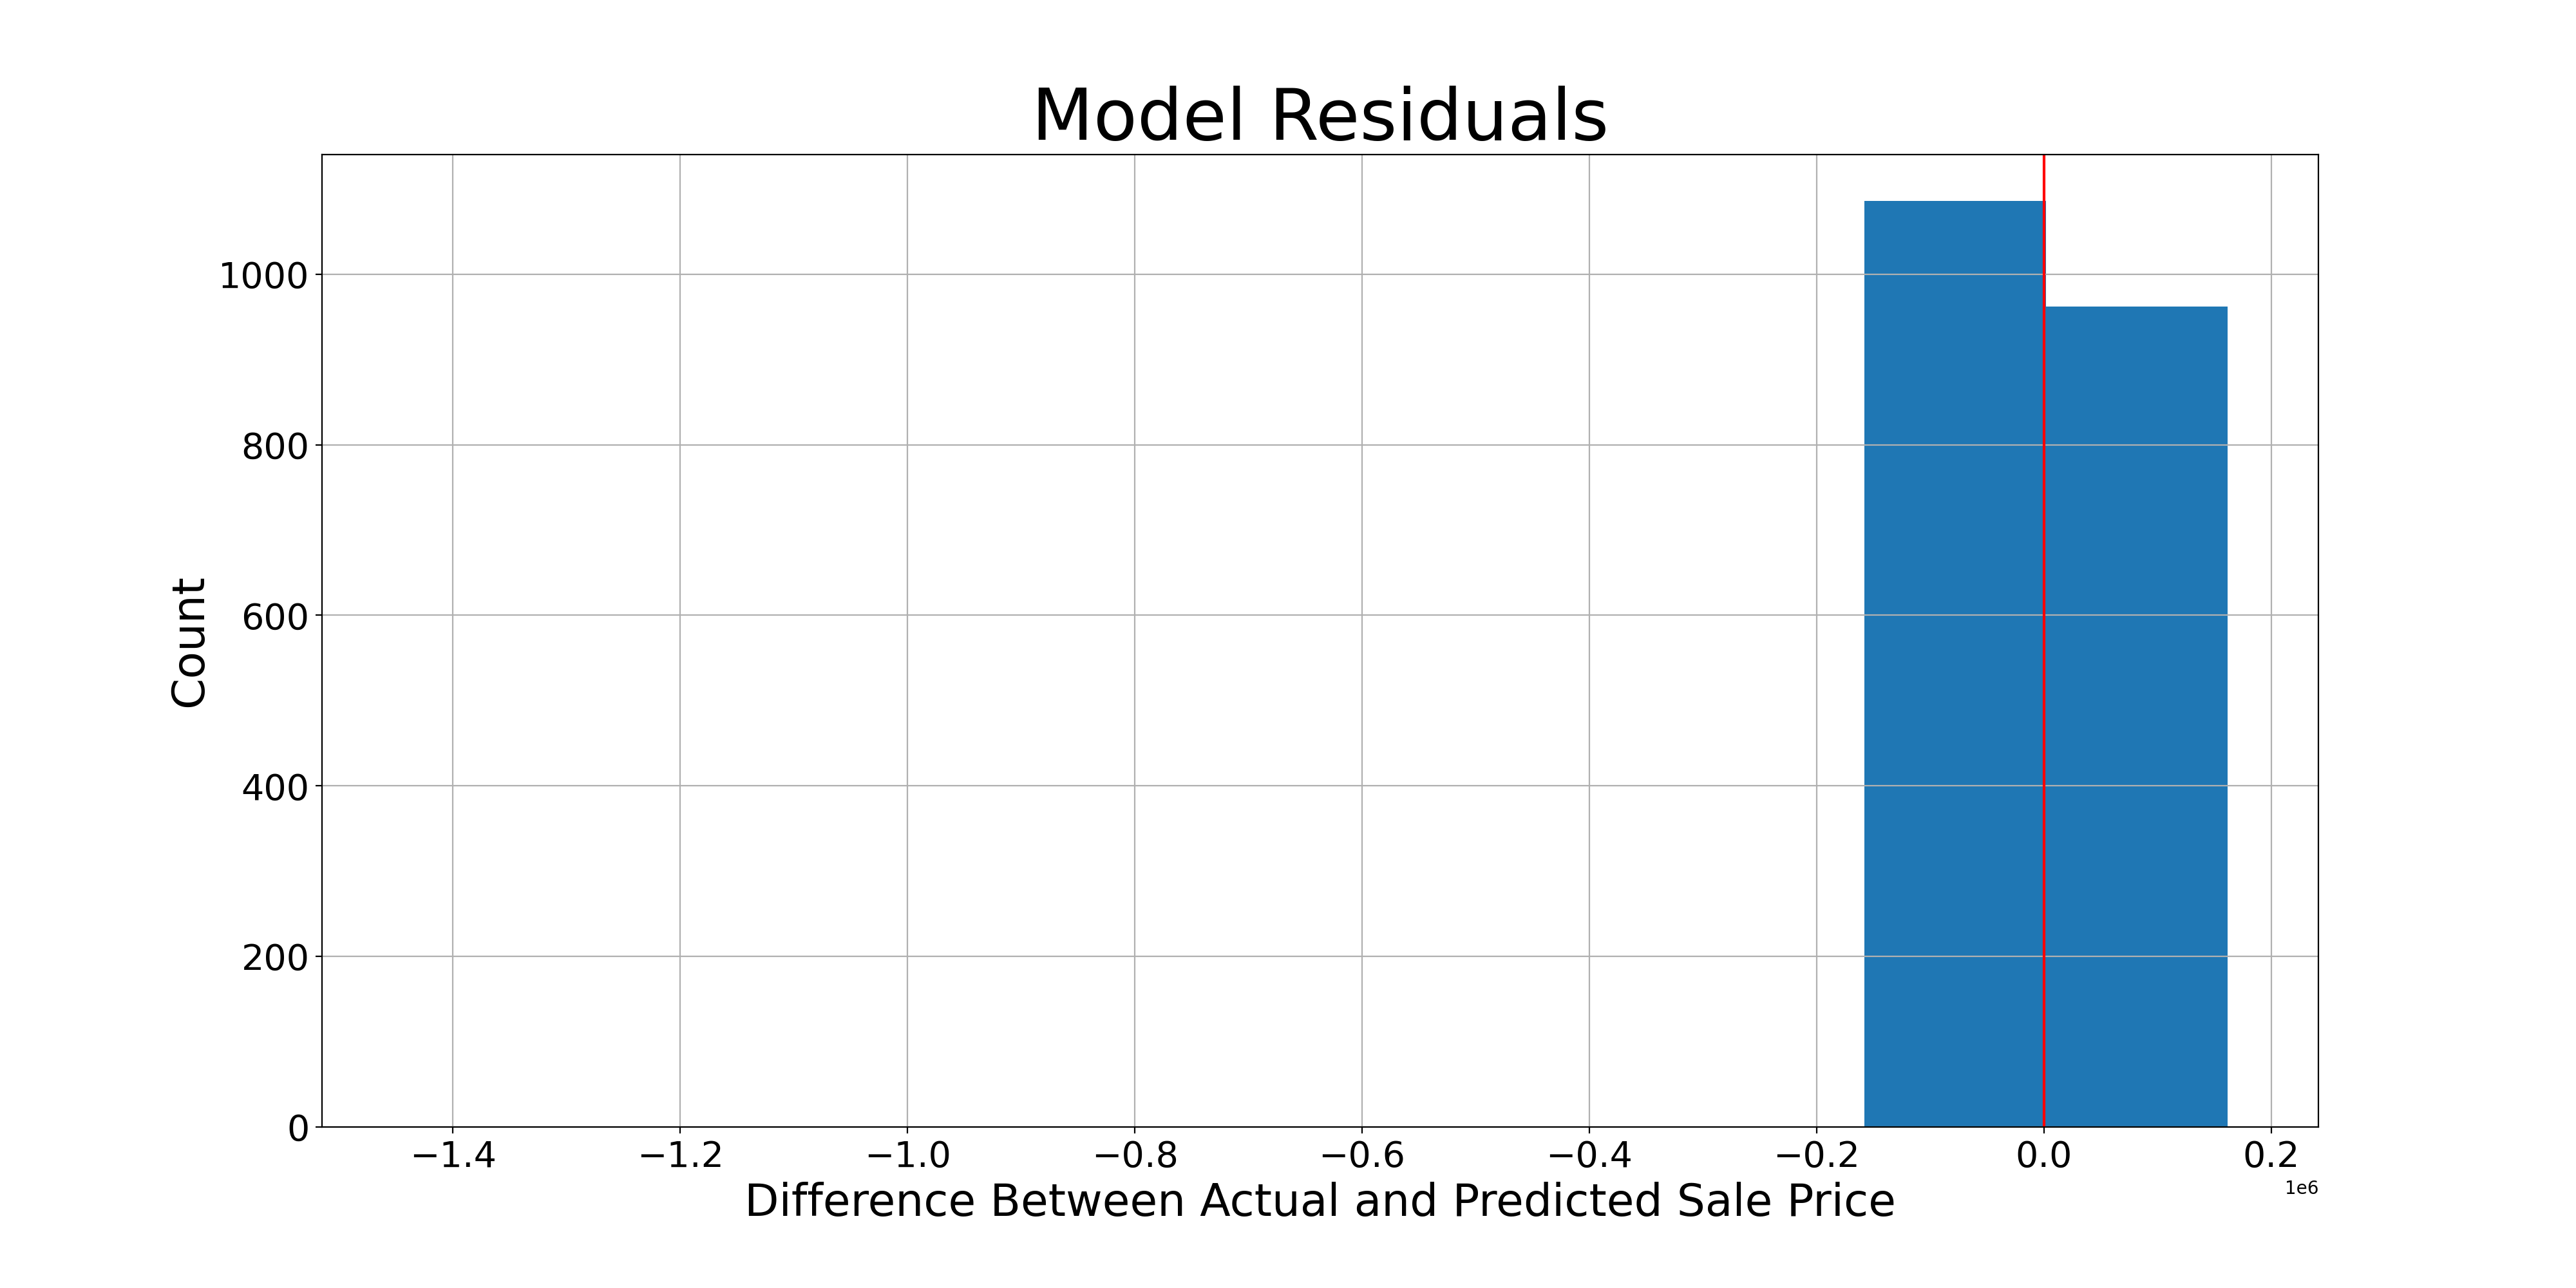 Model Residuals
Count
1000
800
600
400
200
0
−1.4 −1.2 −1.0 −0.8 −0.6 −0.4 −0.2 0.0 0.2
1e6
Difference Between Actual and Predicted Sale Price